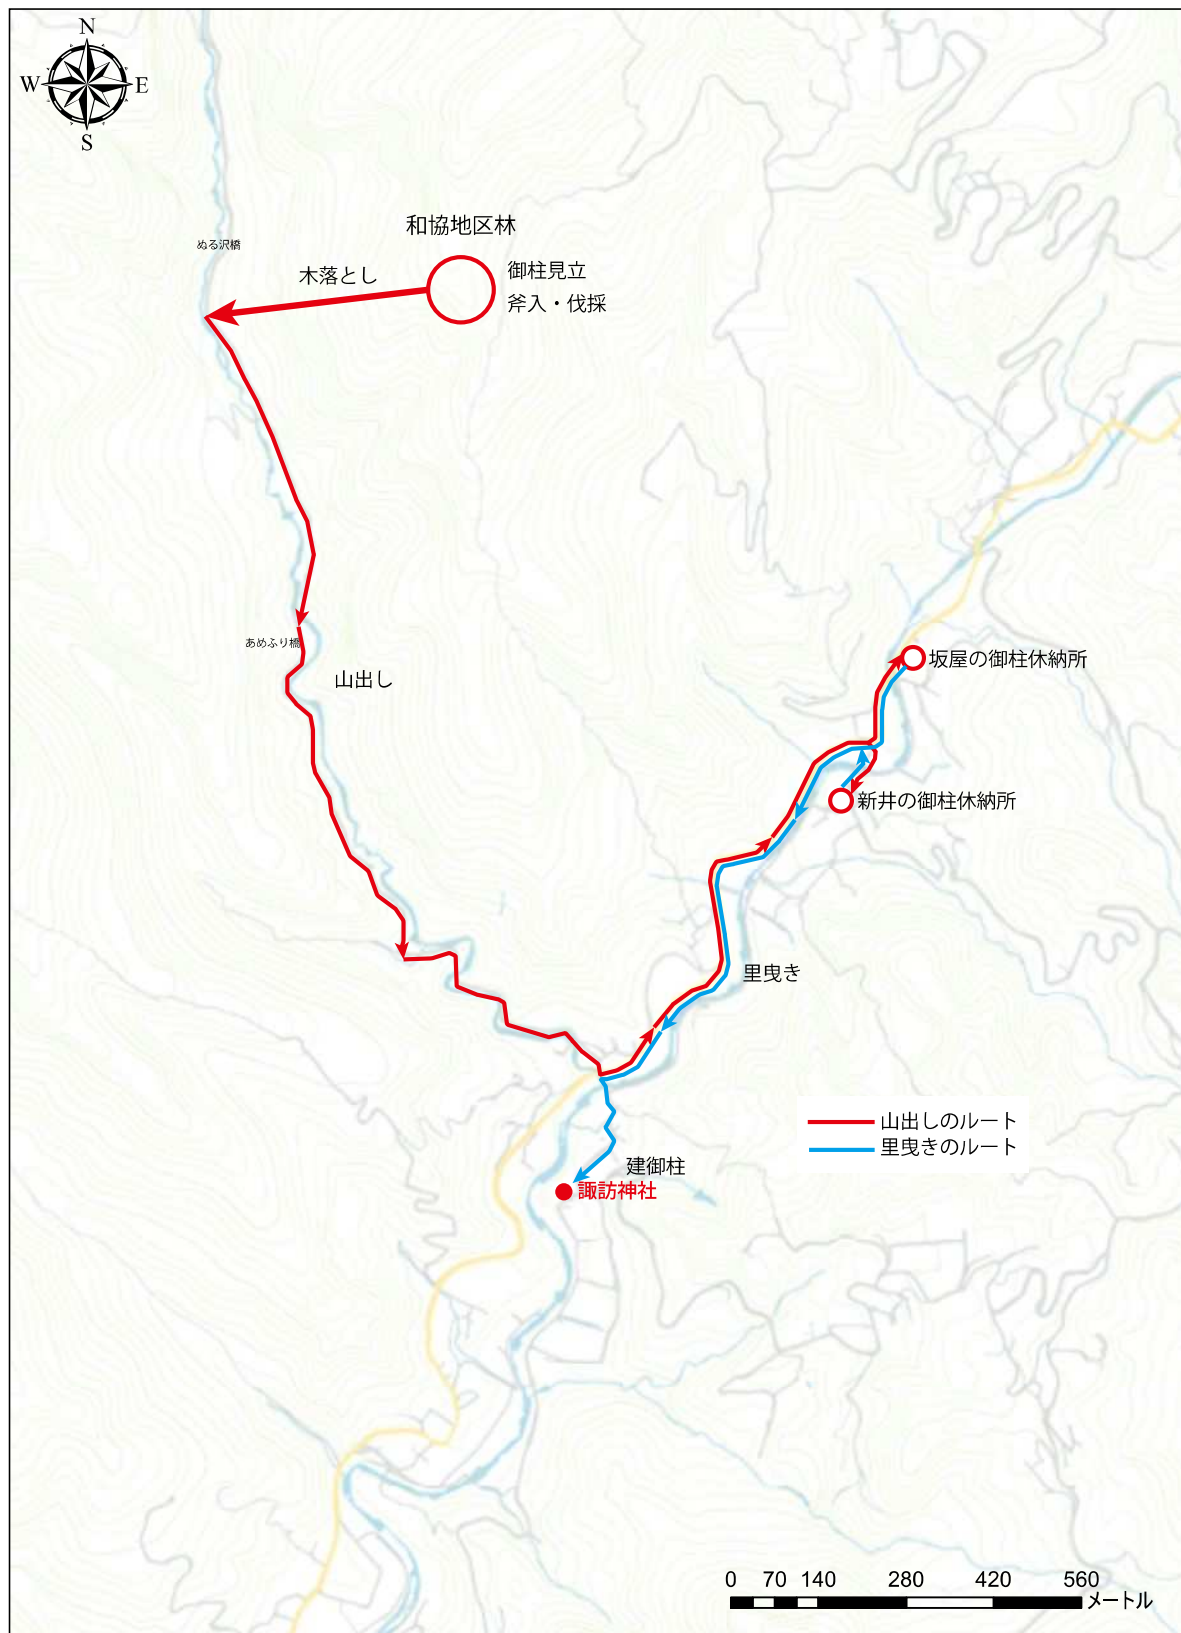 N
W
E
S
和協地区林
ぬる沢橋
木落とし
御柱見立
斧入・伐採
あめふり橋
山出し
坂屋の御柱休納所
新井の御柱休納所
里曳き
山出しのルート
里曳きのルート
建御柱
諏訪神社
0 70 140 280 420 560
メートル